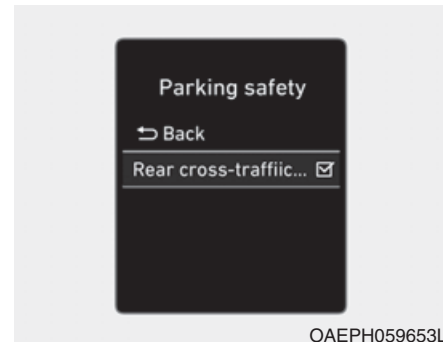 Parking safety
⮌ Back
Rear cross-traffiic... ☑
OAEPH059653L